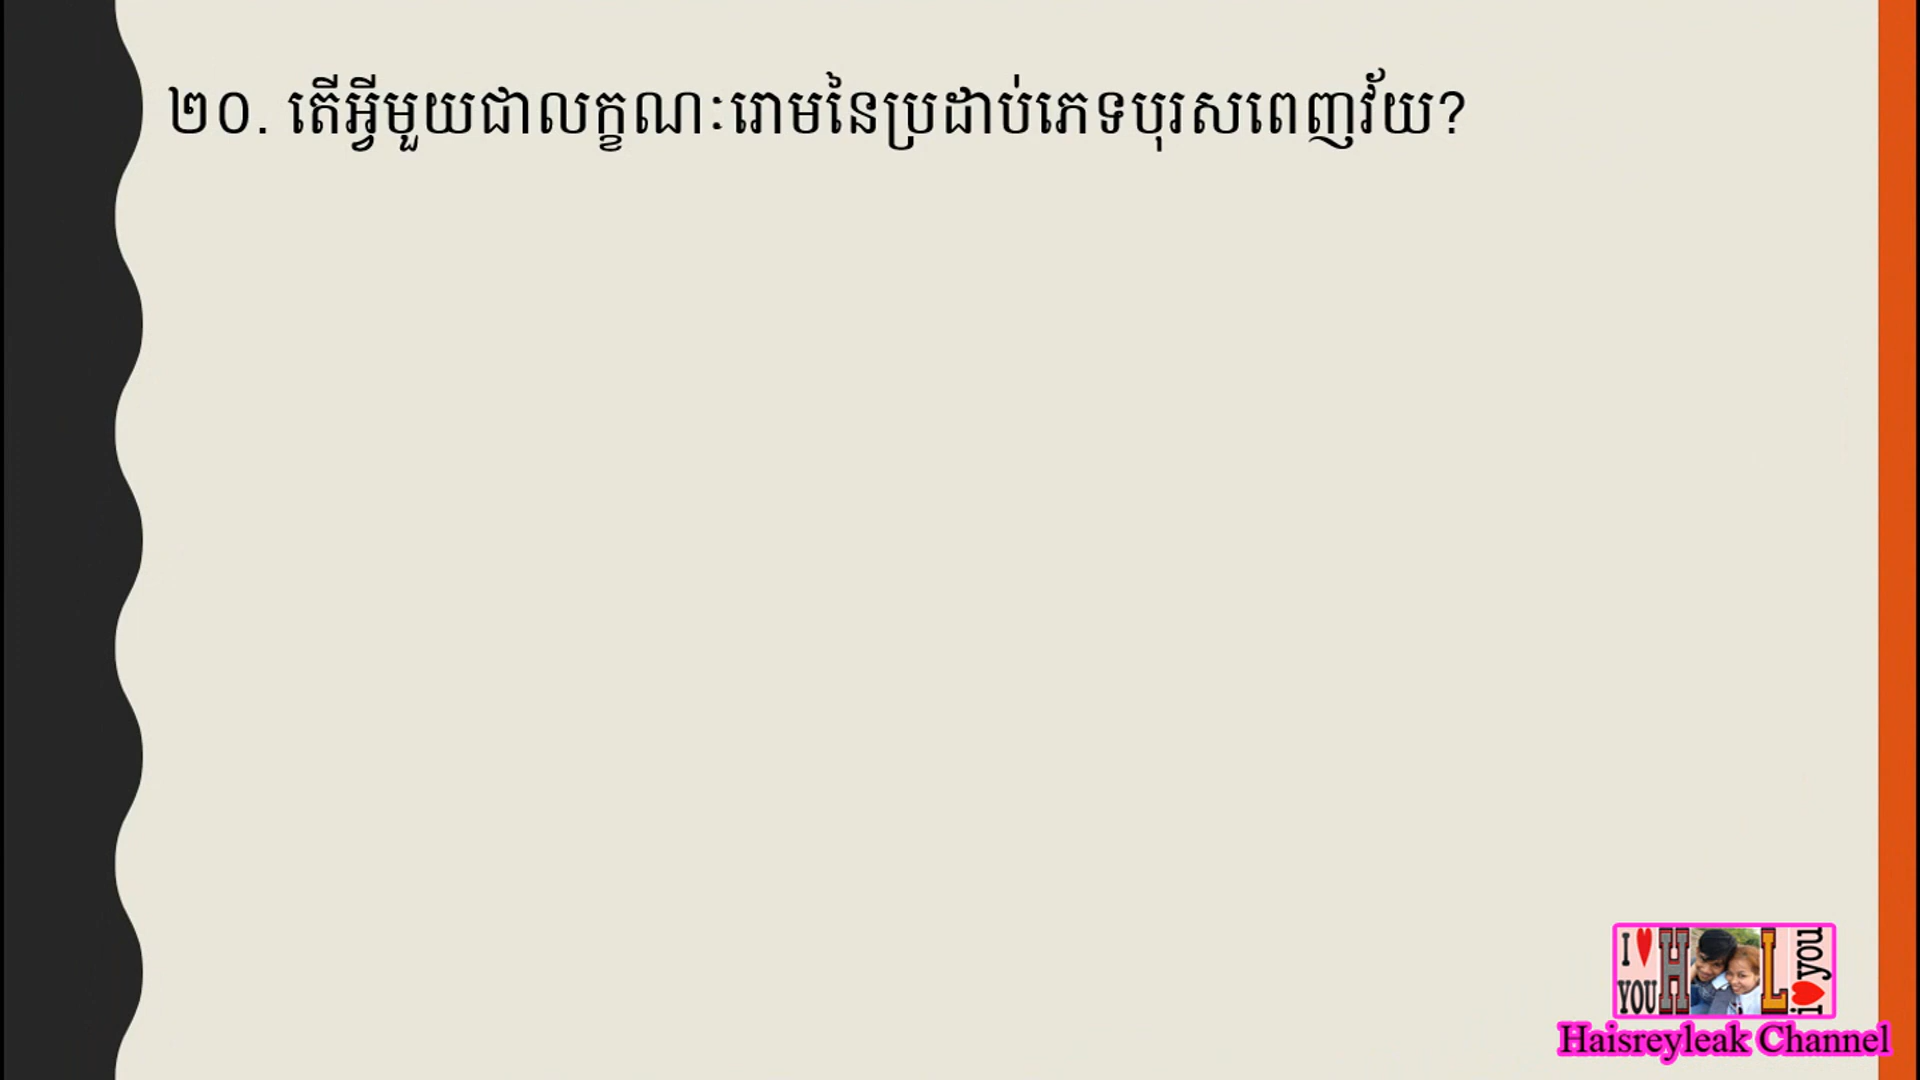 ២០. តើអ្វីមួយជាលក្ខណៈរោមនៃប្រដាប់ភេទបុរសពេញវ័យ?
I ♥ YOU H L i ♥ you
Haisreyleak Channel